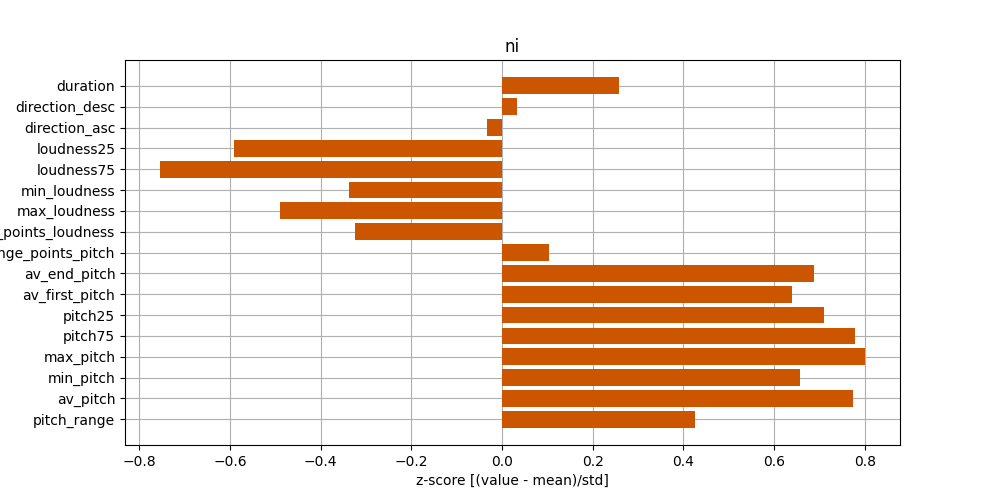 ni
duration
direction_desc
direction_asc
loudness25
loudness75
min_loudness
max_loudness
_points_loudness
nge_points_pitch
av_end_pitch
av_first_pitch
pitch25
pitch75
max_pitch
min_pitch
av_pitch
pitch_range
−0.8 −0.6 −0.4 −0.2 0.0 0.2 0.4 0.6 0.8
z-score [(value - mean)/std]